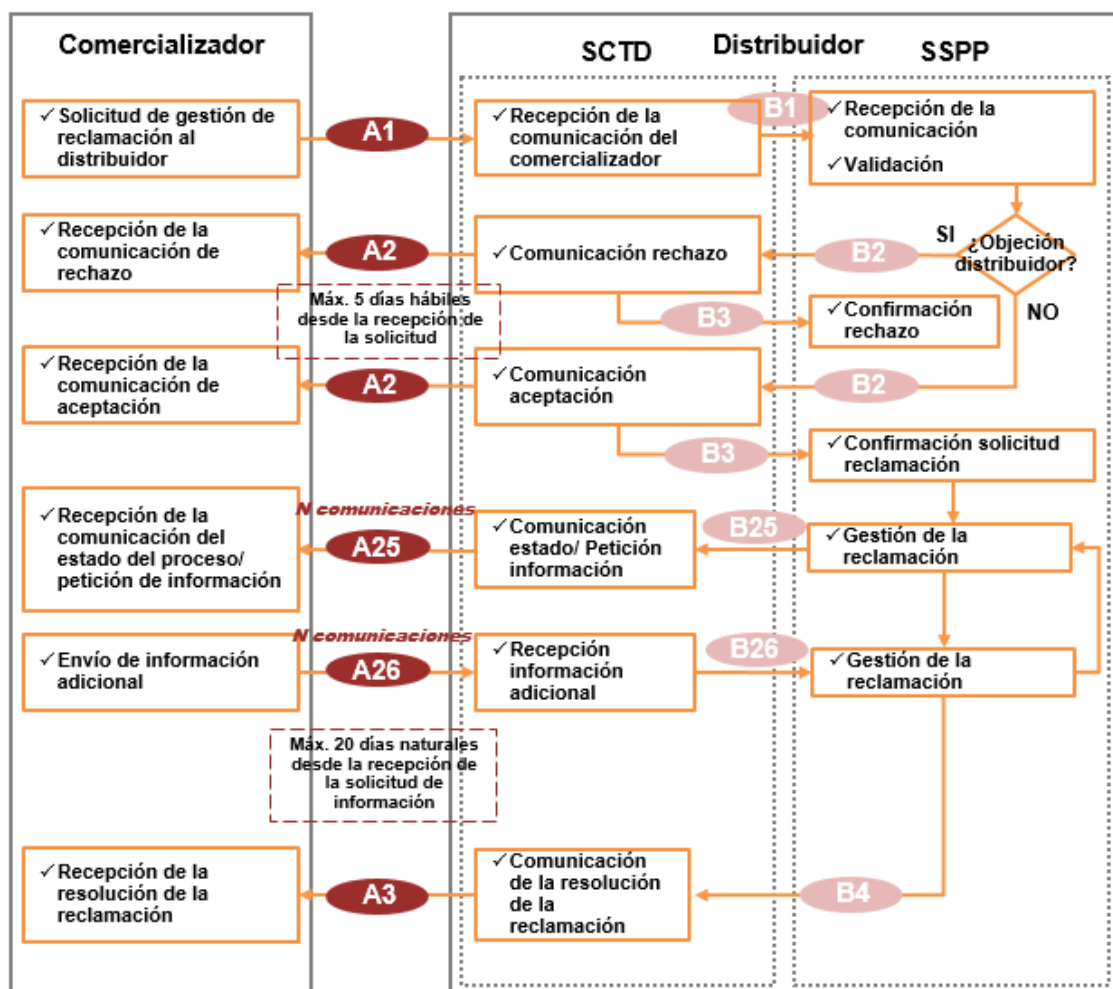 Comercializador
Distribuidor
SCTD
SSPP
✓ Solicitud de gestión de
reclamación al
distribuidor
A1
✓ Recepción de la
comunicación del
comercializador
B1
✓ Recepción de la
comunicación
✓ Validación
✓ Recepción de la
comunicación de
rechazo
A2
✓ Comunicación rechazo
B2
SI
¿Objeción
distribuidor?
NO
Máx. 5 días hábiles
desde la recepción de
la solicitud
B3
✓ Confirmación
rechazo
✓ Recepción de la
comunicación de
aceptación
A2
✓ Comunicación
aceptación
B2
B3
✓ Confirmación solicitud
reclamación
✓ Recepción de la
comunicación del
estado del proceso/
petición de información
N comunicaciones
A25
✓ Comunicación
estado/ Petición
información
B25
✓ Gestión de la
reclamación
✓ Envío de información
adicional
N comunicaciones
A26
✓ Recepción
información
adicional
B26
✓ Gestión de la
reclamación
Máx. 20 días naturales
desde la recepción de
la solicitud de
información
✓ Recepción de la
resolución de la
reclamación
A3
✓ Comunicación
de la resolución
de la
reclamación
B4